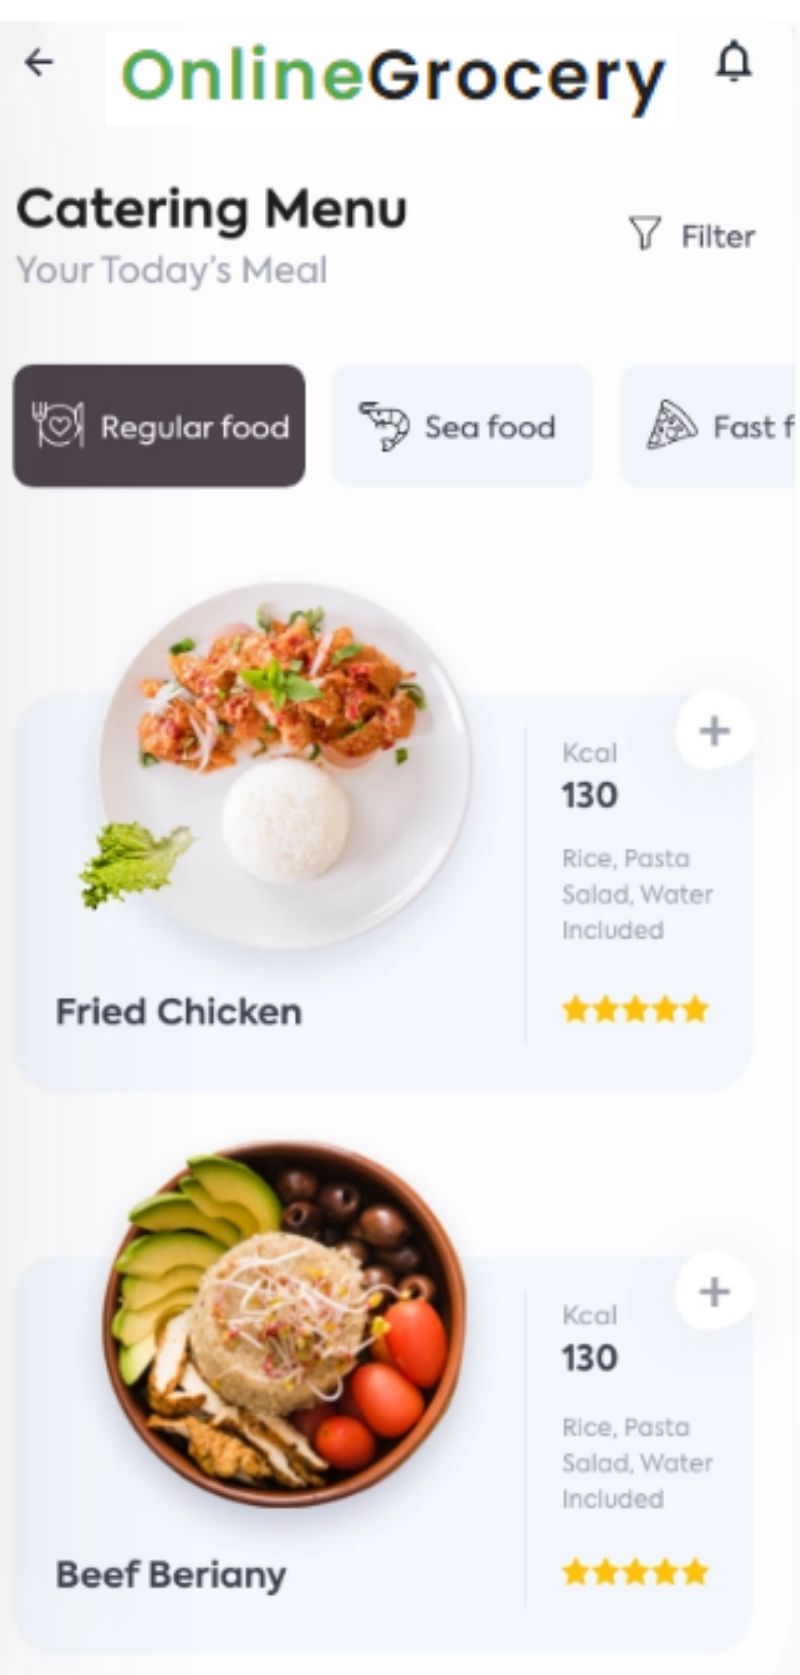 OnlineGrocery
Catering Menu
Your Today's Meal
Filter
Regular food
Sea food
Fast f
Kcal
130
Rice, Pasta
Salad, Water
Included
Fried Chicken
Kcal
130
Rice, Pasta
Salad, Water
Included
Beef Beriany